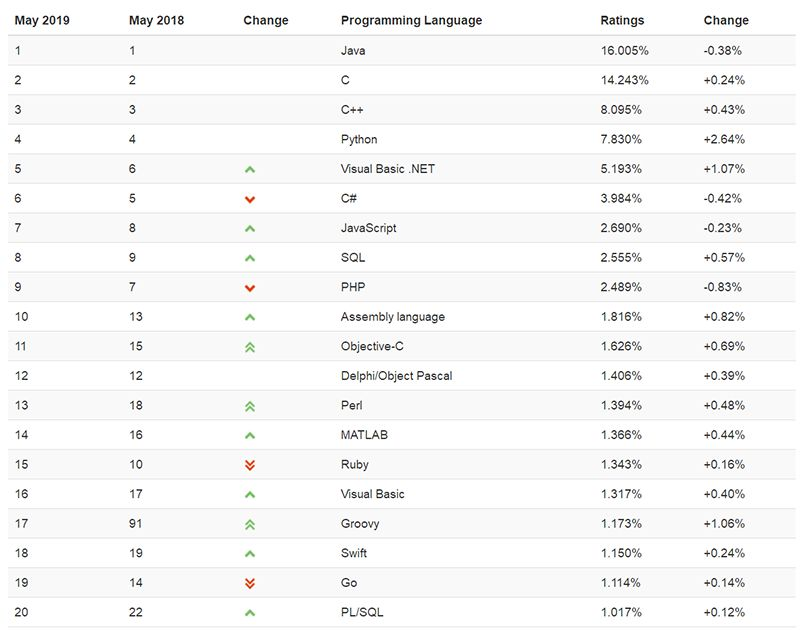 May 2019 May 2018 Change Programming Language Ratings Change
1 1 Java 16.005% -0.38%
2 2 C 14.243% +0.24%
3 3 C++ 8.095% +0.43%
4 4 Python 7.830% +2.64%
5 6 Visual Basic .NET 5.193% +1.07%
6 5 C# 3.984% -0.42%
7 8 JavaScript 2.690% -0.23%
8 9 SQL 2.555% +0.57%
9 7 PHP 2.489% -0.83%
10 13 Assembly language 1.816% +0.82%
11 15 Objective-C 1.626% +0.69%
12 12 Delphi/Object Pascal 1.406% +0.39%
13 18 Perl 1.394% +0.48%
14 16 MATLAB 1.366% +0.44%
15 10 Ruby 1.343% +0.16%
16 17 Visual Basic 1.317% +0.40%
17 91 Groovy 1.173% +1.06%
18 19 Swift 1.150% +0.24%
19 14 Go 1.114% +0.14%
20 22 PL/SQL 1.017% +0.12%